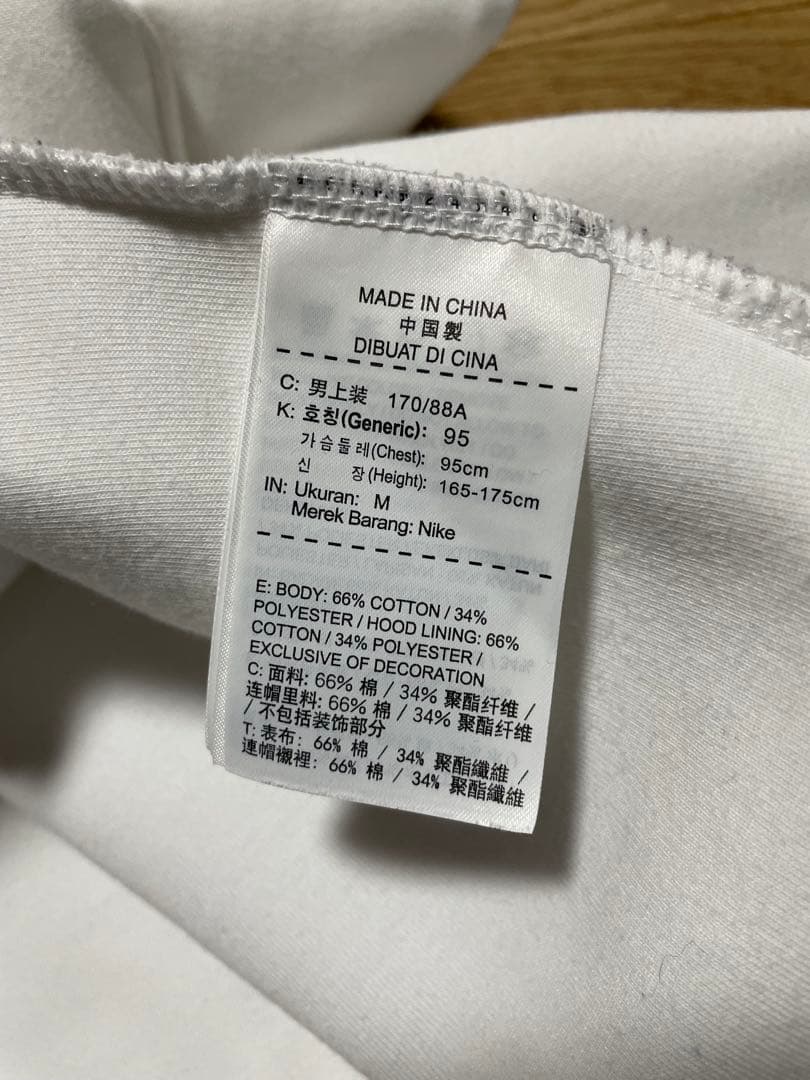 MADE IN CHINA
中国製
DIBUAT DI CINA
C: 男上装 170/88A
K: 호칭(Generic): 95
가슴둘레(Chest): 95cm
신 장(Height): 165-175cm
IN: Ukuran: M
Merek Barang: Nike
E: BODY: 66% COTTON / 34%
POLYESTER / HOOD LINING: 66%
COTTON / 34% POLYESTER /
EXCLUSIVE OF DECORATION
C: 面料: 66% 棉 / 34% 聚酯纤维 /
连帽里料: 66% 棉 / 34% 聚酯纤维
/ 不包括装饰部分
T: 表布: 66% 棉 / 34% 聚酯纖維 /
連帽襯裡: 66% 棉 / 34% 聚酯纖維